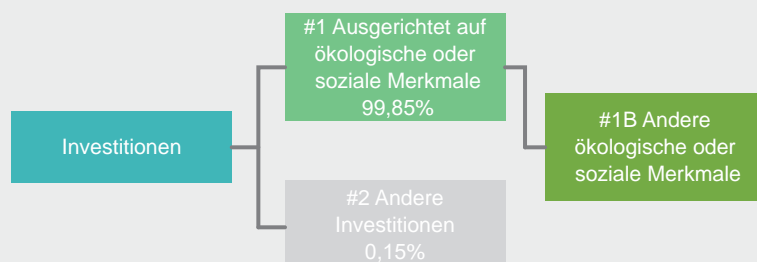 Investitionen
#1 Ausgerichtet auf
ökologische oder
soziale Merkmale
99,85%
#1B Andere
ökologische oder
soziale Merkmale
#2 Andere
Investitionen
0,15%